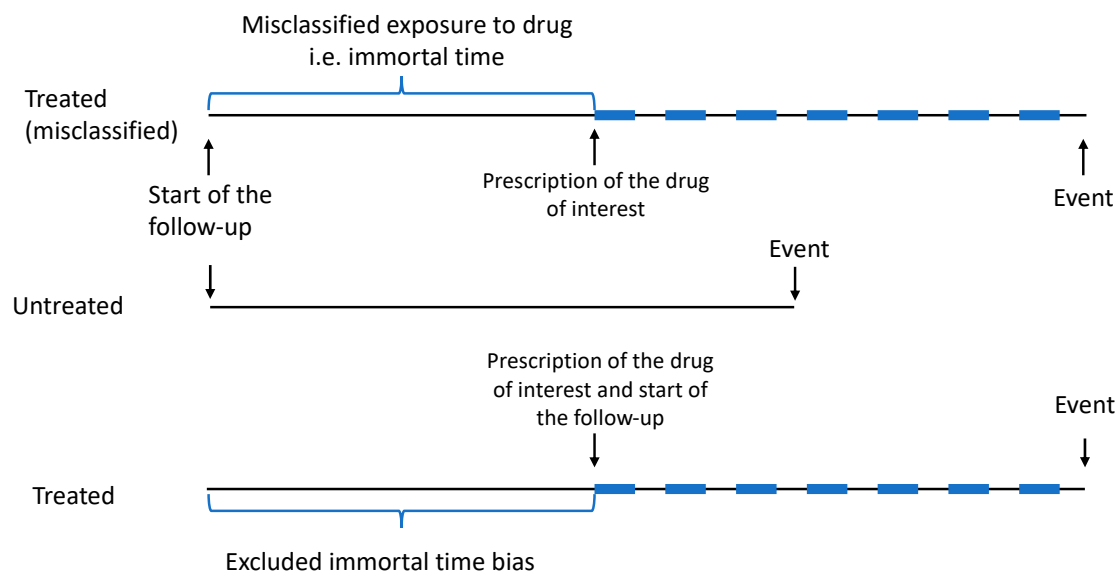 Misclassified exposure to drug
i.e. immortal time
Treated
(misclassified)
Start of the
follow-up
Prescription of the drug
of interest
Event
Event
Untreated
Prescription of the drug
of interest and start of
the follow-up
Event
Treated
Excluded immortal time bias